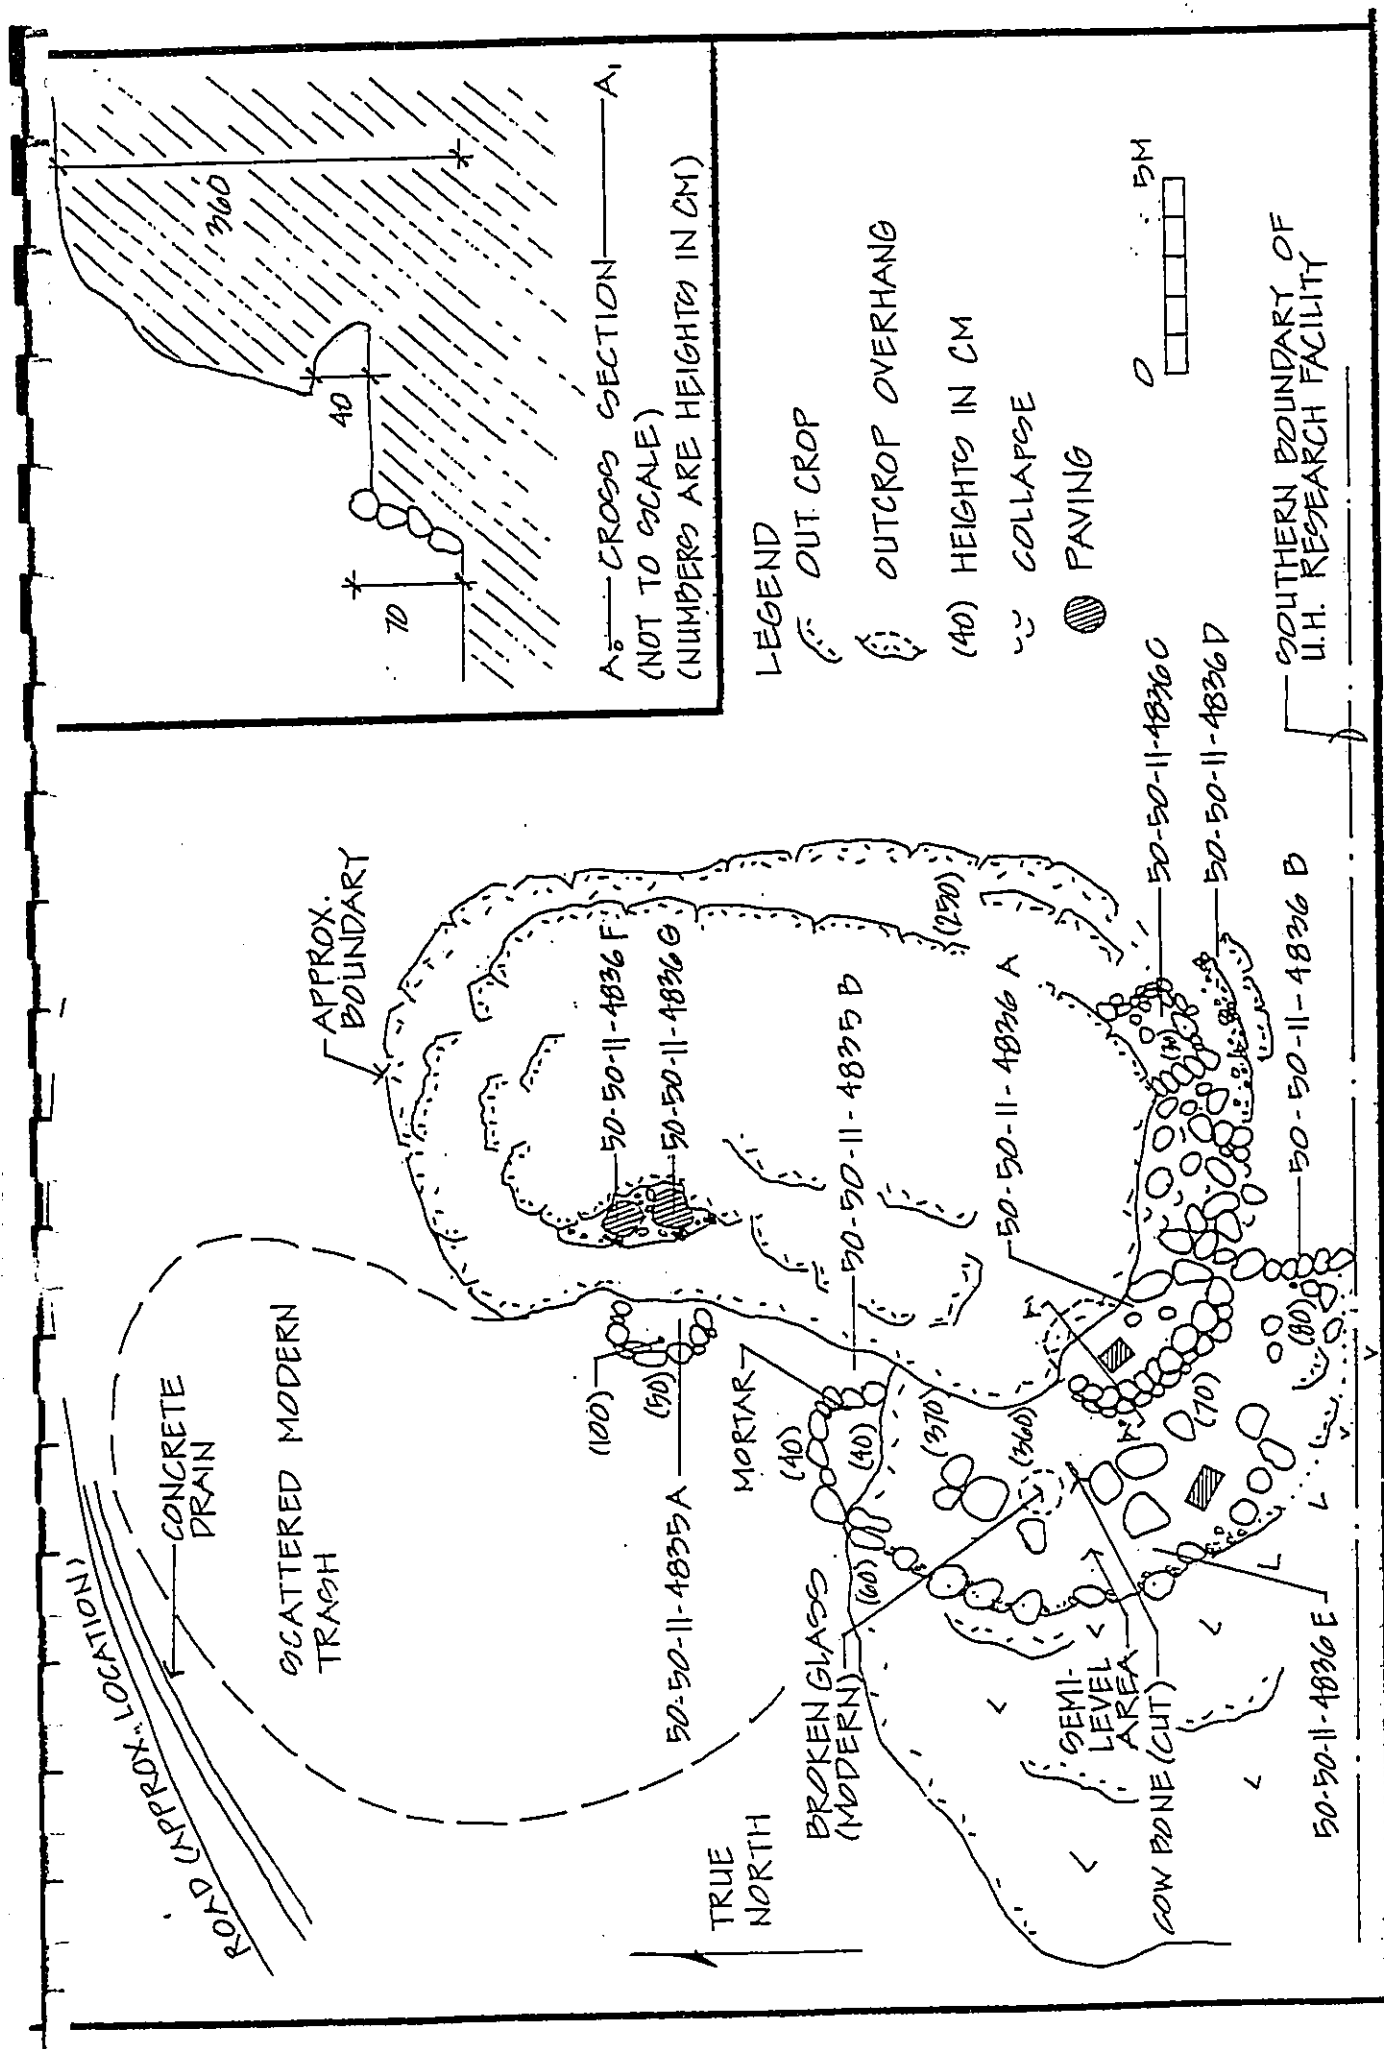 ROAD (APPROX. LOCATION)
CONCRETE
DRAIN
SCATTERED MODERN
TRASH
APPROX.
BOUNDARY
TRUE
NORTH
(100)
(50)
50-50-11-4835A
50-50-11-4836 F
50-50-11-4836 G
MORTAR
(40)
(40)
(60)
(370)
(360)
(250)
50-50-11-4835 B
50-50-11-4836 A
BROKEN GLASS
(MODERN)
SEMI-
LEVEL
AREA
COW BONE (CUT)
(70)
(80)
50-50-11-4836 E
50-50-11-4836 B
50-50-11-4836 C
50-50-11-4836 D
360
40
70
A₀ CROSS SECTION A₁
(NOT TO SCALE)
(NUMBERS ARE HEIGHTS IN CM)
LEGEND
OUT CROP
OUTCROP OVERHANG
(40) HEIGHTS IN CM
COLLAPSE
PAVING
0 5M
SOUTHERN BOUNDARY OF
U.H. RESEARCH FACILITY